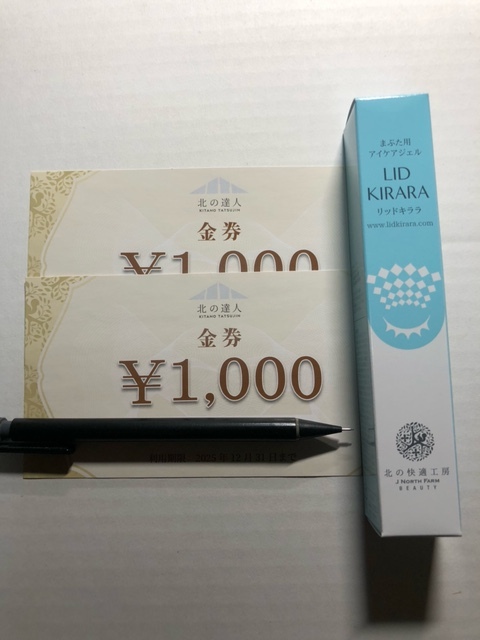 北の達人
KITANO TATSUJIN
金券
¥1,000
北の達人
KITANO TATSUJIN
金券
¥1,000
まぶた用
アイケアジェル
LID
KIRARA
リッドキララ
www.lidkirara.com
北の快適工房
J NORTH FARM
BEAUTY